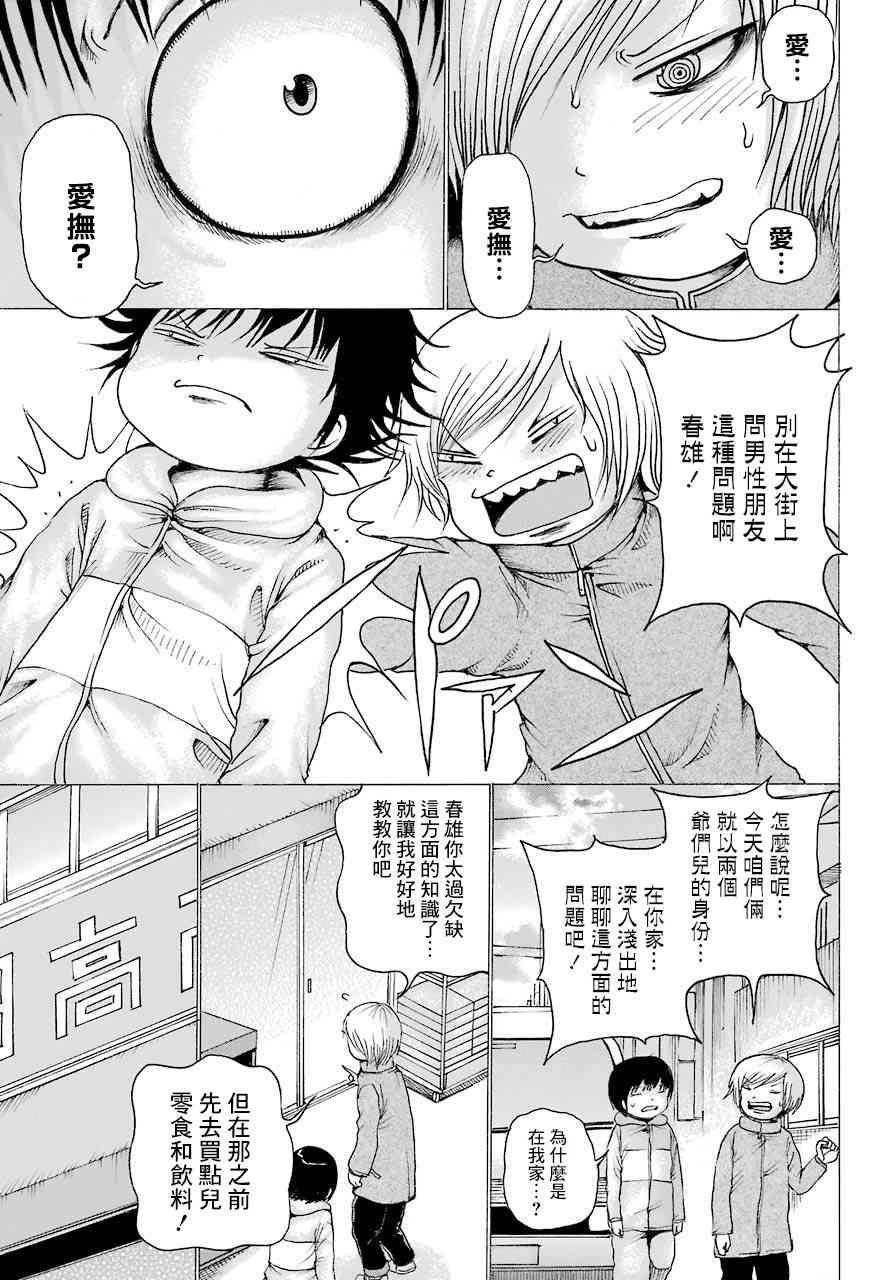 愛…
愛…
愛撫…
愛撫？
別在大街上
問男性朋友
這種問題啊
春雄！
怎麼說呢…
今天咱們倆
就以兩個
爺們兒的身份…
在你家…
深入淺出地
聊聊這方面的
問題吧！
為什麼是
在我家…？
春雄你太過欠缺
這方面的知識了…
就讓我好好地
教教你吧
但在那之前
先去買點兒
零食和飲料！
高